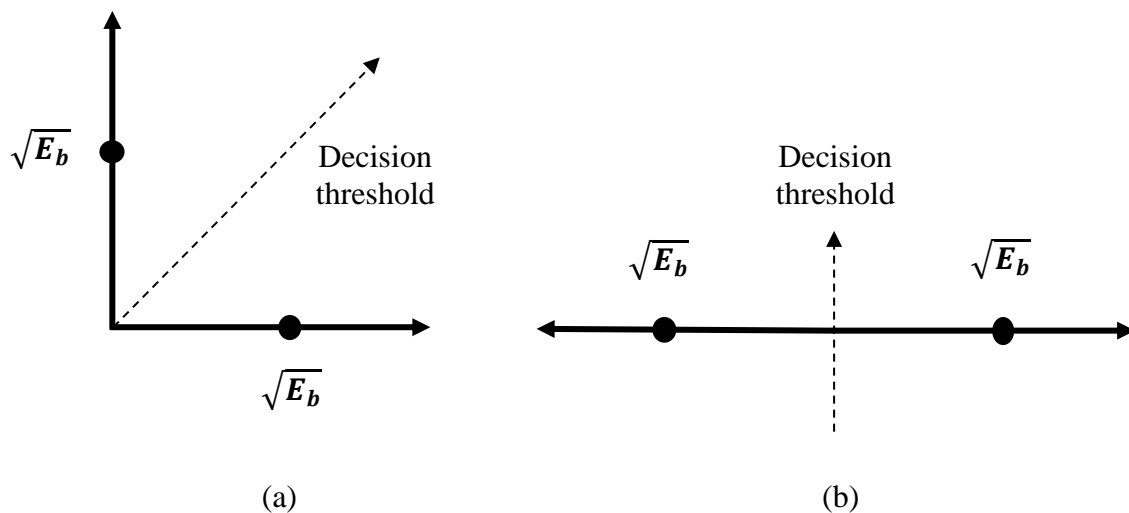 √E_b
Decision
threshold
√E_b
(a)
Decision
threshold
√E_b
√E_b
(b)